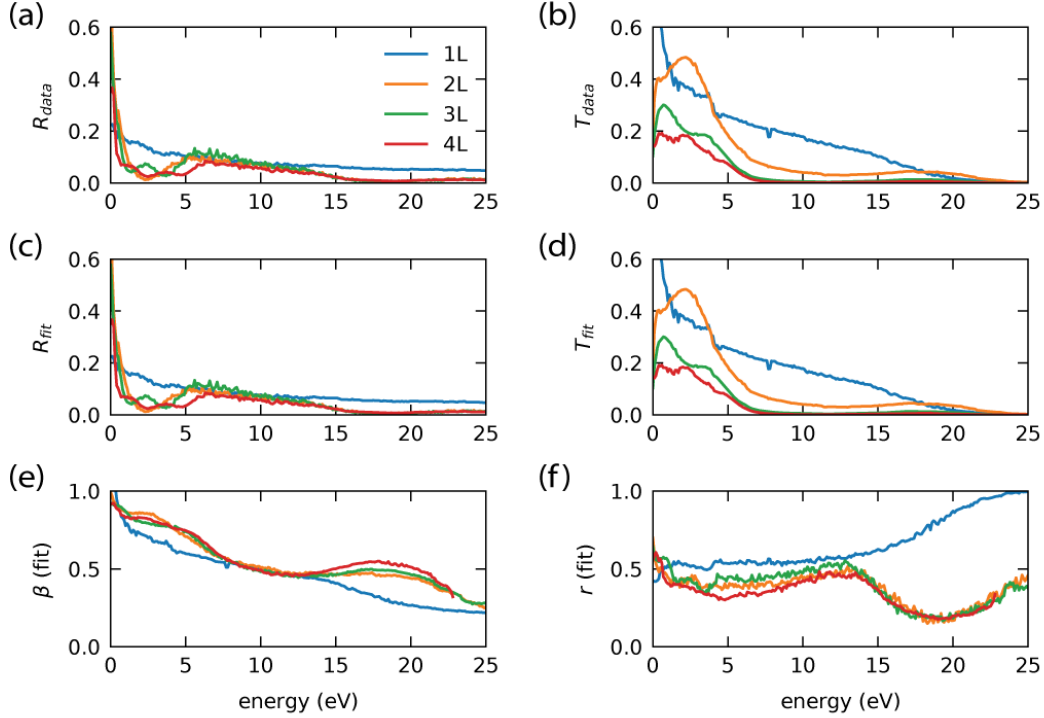 (a)
0.6
0.4
0.2
0.0
R_data
0 5 10 15 20 25
1L
2L
3L
4L
(b)
0.6
0.4
0.2
0.0
T_data
0 5 10 15 20 25
(c)
0.6
0.4
0.2
0.0
R_fit
0 5 10 15 20 25
(d)
0.6
0.4
0.2
0.0
T_fit
0 5 10 15 20 25
(e)
1.0
0.5
0.0
β (fit)
0 5 10 15 20 25
energy (eV)
(f)
1.0
0.5
0.0
r (fit)
0 5 10 15 20 25
energy (eV)